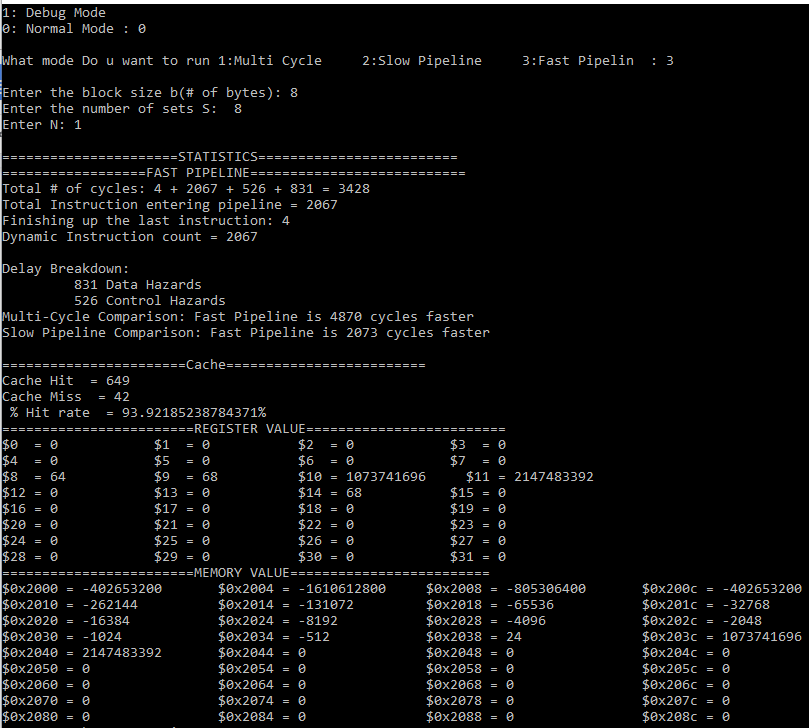 1: Debug Mode
0: Normal Mode : 0
What mode Do u want to run 1:Multi Cycle     2:Slow Pipeline     3:Fast Pipelin  : 3
Enter the block size b(# of bytes): 8
Enter the number of sets S:  8
Enter N: 1
======================STATISTICS=========================
==================FAST PIPELINE===========================
Total # of cycles: 4 + 2067 + 526 + 831 = 3428
Total Instruction entering pipeline = 2067
Finishing up the last instruction: 4
Dynamic Instruction count = 2067
Delay Breakdown:
         831 Data Hazards
         526 Control Hazards
Multi-Cycle Comparison: Fast Pipeline is 4870 cycles faster
Slow Pipeline Comparison: Fast Pipeline is 2073 cycles faster
=======================Cache=========================
Cache Hit  = 649
Cache Miss  = 42
 % Hit rate  = 93.92185238784371%
========================REGISTER VALUE=========================
$0  = 0            $1  = 0           $2  = 0            $3  = 0
$4  = 0            $5  = 0           $6  = 0            $7  = 0
$8  = 64           $9  = 68          $10 = 1073741696     $11 = 2147483392
$12 = 0            $13 = 0           $14 = 68           $15 = 0
$16 = 0            $17 = 0           $18 = 0            $19 = 0
$20 = 0            $21 = 0           $22 = 0            $23 = 0
$24 = 0            $25 = 0           $26 = 0            $27 = 0
$28 = 0            $29 = 0           $30 = 0            $31 = 0
========================MEMORY VALUE=========================
$0x2000 = -402653200       $0x2004 = -1610612800     $0x2008 = -805306400       $0x200c = -402653200
$0x2010 = -262144          $0x2014 = -131072         $0x2018 = -65536           $0x201c = -32768
$0x2020 = -16384           $0x2024 = -8192           $0x2028 = -4096            $0x202c = -2048
$0x2030 = -1024            $0x2034 = -512            $0x2038 = 24               $0x203c = 1073741696
$0x2040 = 2147483392       $0x2044 = 0               $0x2048 = 0                $0x204c = 0
$0x2050 = 0                $0x2054 = 0               $0x2058 = 0                $0x205c = 0
$0x2060 = 0                $0x2064 = 0               $0x2068 = 0                $0x206c = 0
$0x2070 = 0                $0x2074 = 0               $0x2078 = 0                $0x207c = 0
$0x2080 = 0                $0x2084 = 0               $0x2088 = 0                $0x208c = 0